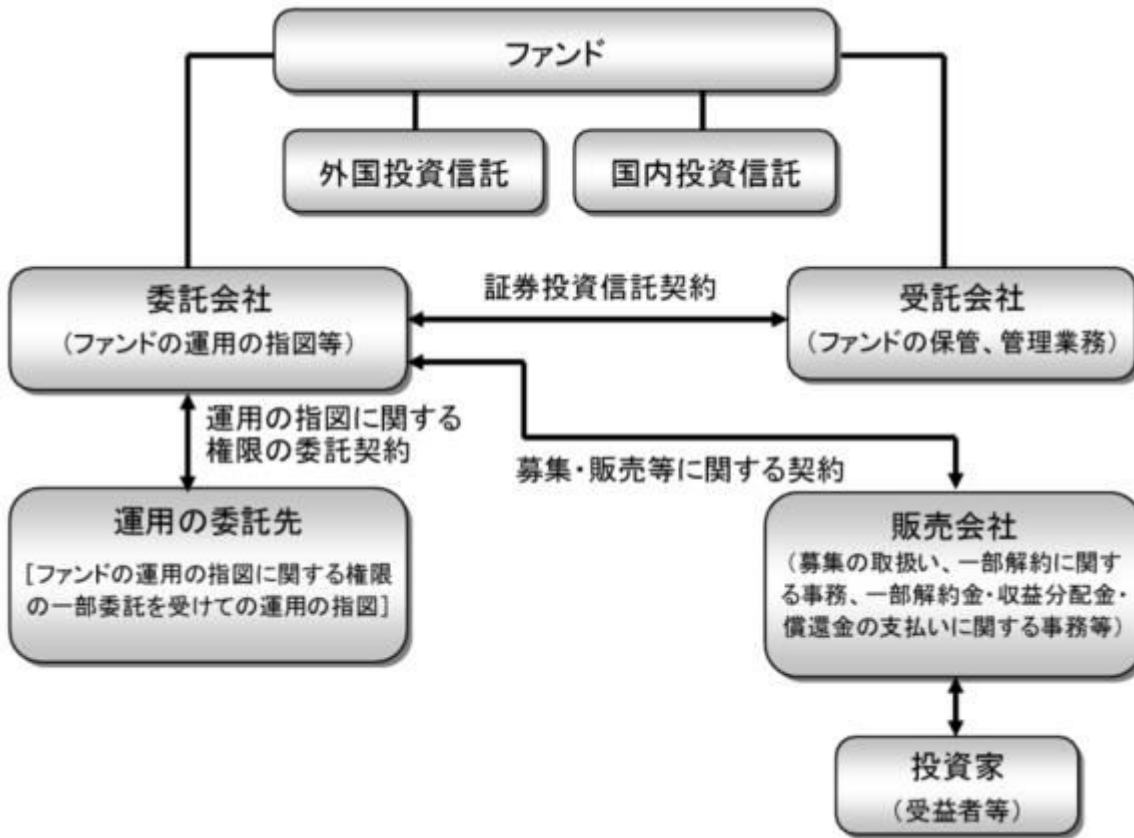 ファンド
外国投資信託
国内投資信託
委託会社
(ファンドの運用の指図等)
証券投資信託契約
受託会社
(ファンドの保管、管理業務)
運用の指図に関する
権限の委託契約
募集・販売等に関する契約
運用の委託先
[ファンドの運用の指図に関する権限
の一部委託を受けての運用の指図]
販売会社
(募集の取扱い、一部解約に関す
る事務、一部解約金・収益分配金・
償還金の支払いに関する事務等)
投資家
(受益者等)